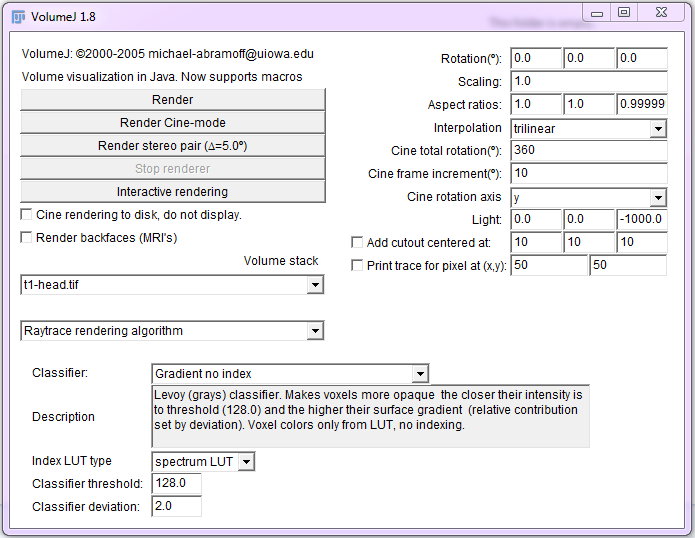 VolumeJ 1.8
VolumeJ: ©2000-2005 michael-abramoff@uiowa.edu
Volume visualization in Java. Now supports macros
Render
Render Cine-mode
Render stereo pair (Δ=5.0°)
Stop renderer
Interactive rendering
Cine rendering to disk, do not display.
Render backfaces (MRI's)
Volume stack
t1-head.tif
Raytrace rendering algorithm
Rotation(°): 0.0 0.0 0.0
Scaling: 1.0
Aspect ratios: 1.0 1.0 0.99999
Interpolation trilinear
Cine total rotation(°): 360
Cine frame increment(°): 10
Cine rotation axis y
Light: 0.0 0.0 -1000.0
Add cutout centered at: 10 10 10
Print trace for pixel at (x,y): 50 50
Classifier: Gradient no index
Description
Levoy (grays) classifier. Makes voxels more opaque the closer their intensity is
to threshold (128.0) and the higher their surface gradient (relative contribution
set by deviation). Voxel colors only from LUT, no indexing.
Index LUT type spectrum LUT
Classifier threshold: 128.0
Classifier deviation: 2.0